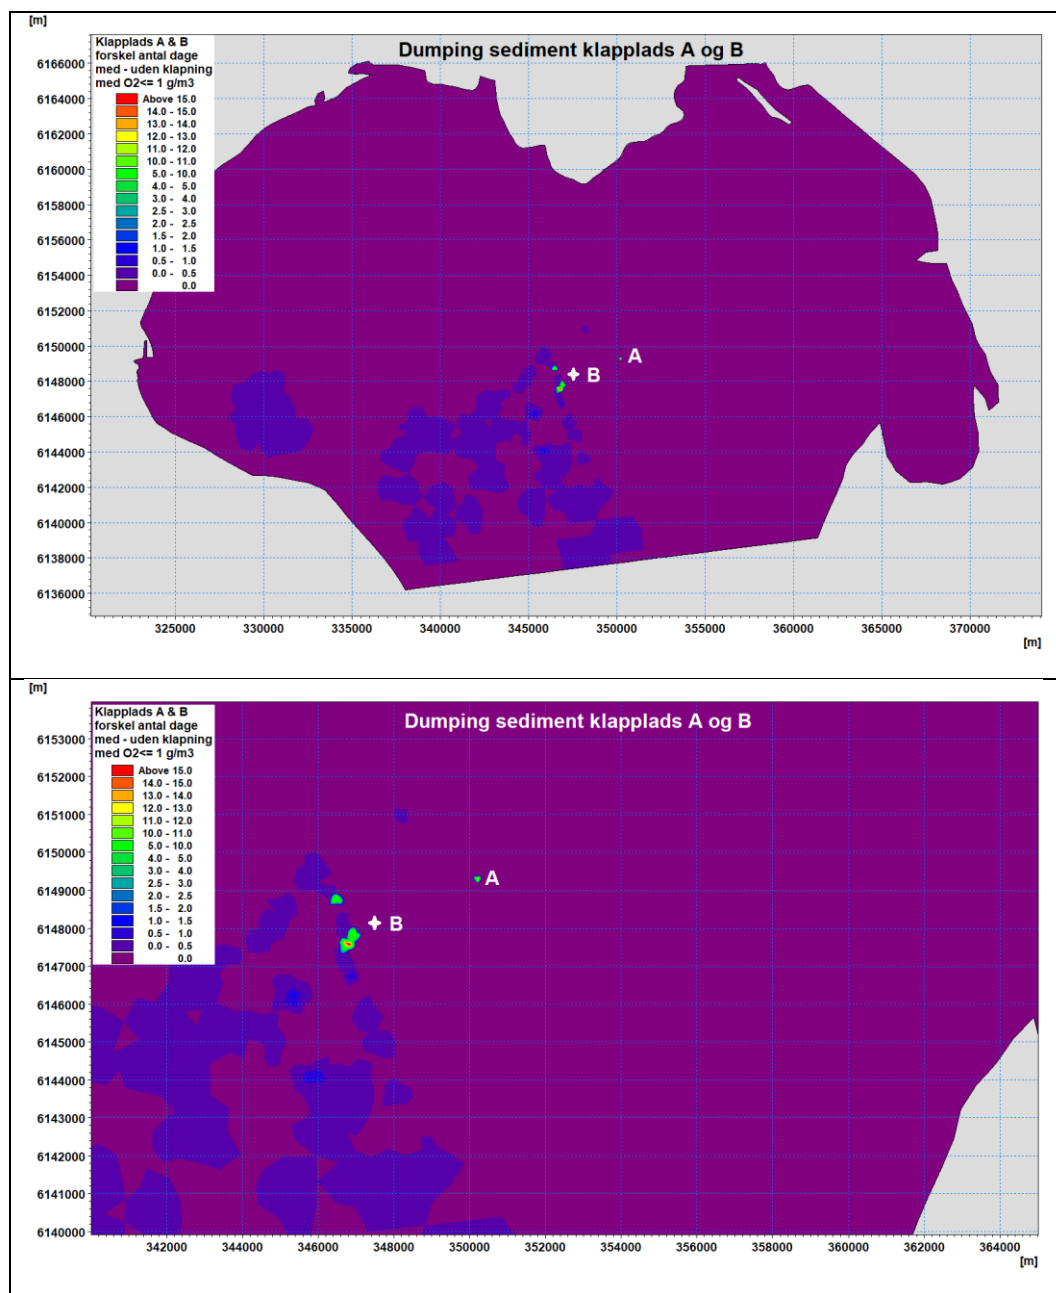 [m]
Klapplads A & B
forskel antal dage
med - uden klapning
med O2<= 1 g/m3
Above 15.0
14.0 - 15.0
13.0 - 14.0
12.0 - 13.0
11.0 - 12.0
10.0 - 11.0
5.0 - 10.0
4.0 - 5.0
3.0 - 4.0
2.5 - 3.0
2.0 - 2.5
1.5 - 2.0
1.0 - 1.5
0.5 - 1.0
0.0 - 0.5
0.0
Dumping sediment klapplads A og B
6166000
6164000
6162000
6160000
6158000
6156000
6154000
6152000
6150000
6148000
6146000
6144000
6142000
6140000
6138000
6136000
A
B
325000 330000 335000 340000 345000 350000 355000 360000 365000 370000
[m]
[m]
Klapplads A & B
forskel antal dage
med - uden klapning
med O2<= 1 g/m3
Above 15.0
14.0 - 15.0
13.0 - 14.0
12.0 - 13.0
11.0 - 12.0
10.0 - 11.0
5.0 - 10.0
4.0 - 5.0
3.0 - 4.0
2.5 - 3.0
2.0 - 2.5
1.5 - 2.0
1.0 - 1.5
0.5 - 1.0
0.0 - 0.5
0.0
Dumping sediment klapplads A og B
6153000
6152000
6151000
6150000
6149000
6148000
6147000
6146000
6145000
6144000
6143000
6142000
6141000
6140000
A
B
342000 344000 346000 348000 350000 352000 354000 356000 358000 360000 362000 364000
[m]